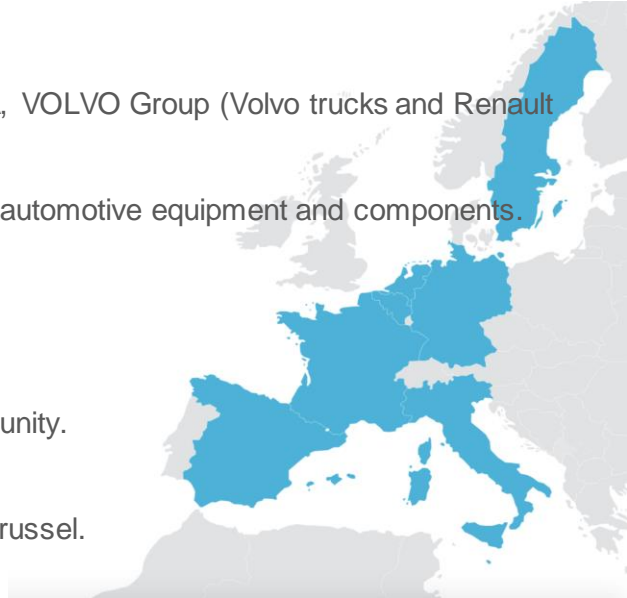 , VOLVO Group (Volvo trucks and Renault
automotive equipment and components.
unity.
russel.